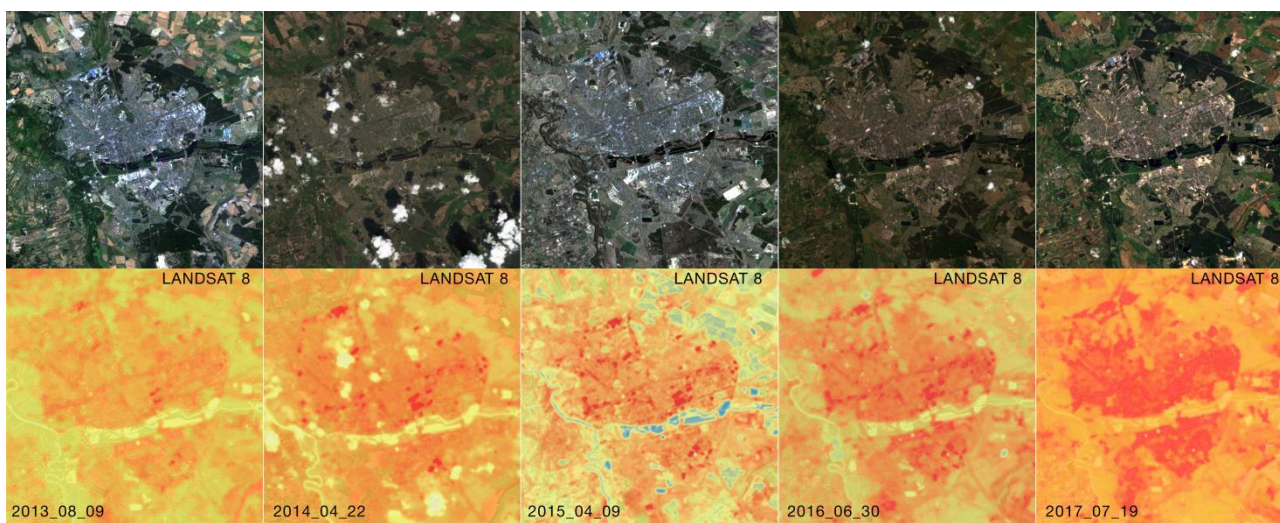 LANDSAT 8
LANDSAT 8
LANDSAT 8
LANDSAT 8
LANDSAT 8
2013_08_09
2014_04_22
2015_04_09
2016_06_30
2017_07_19